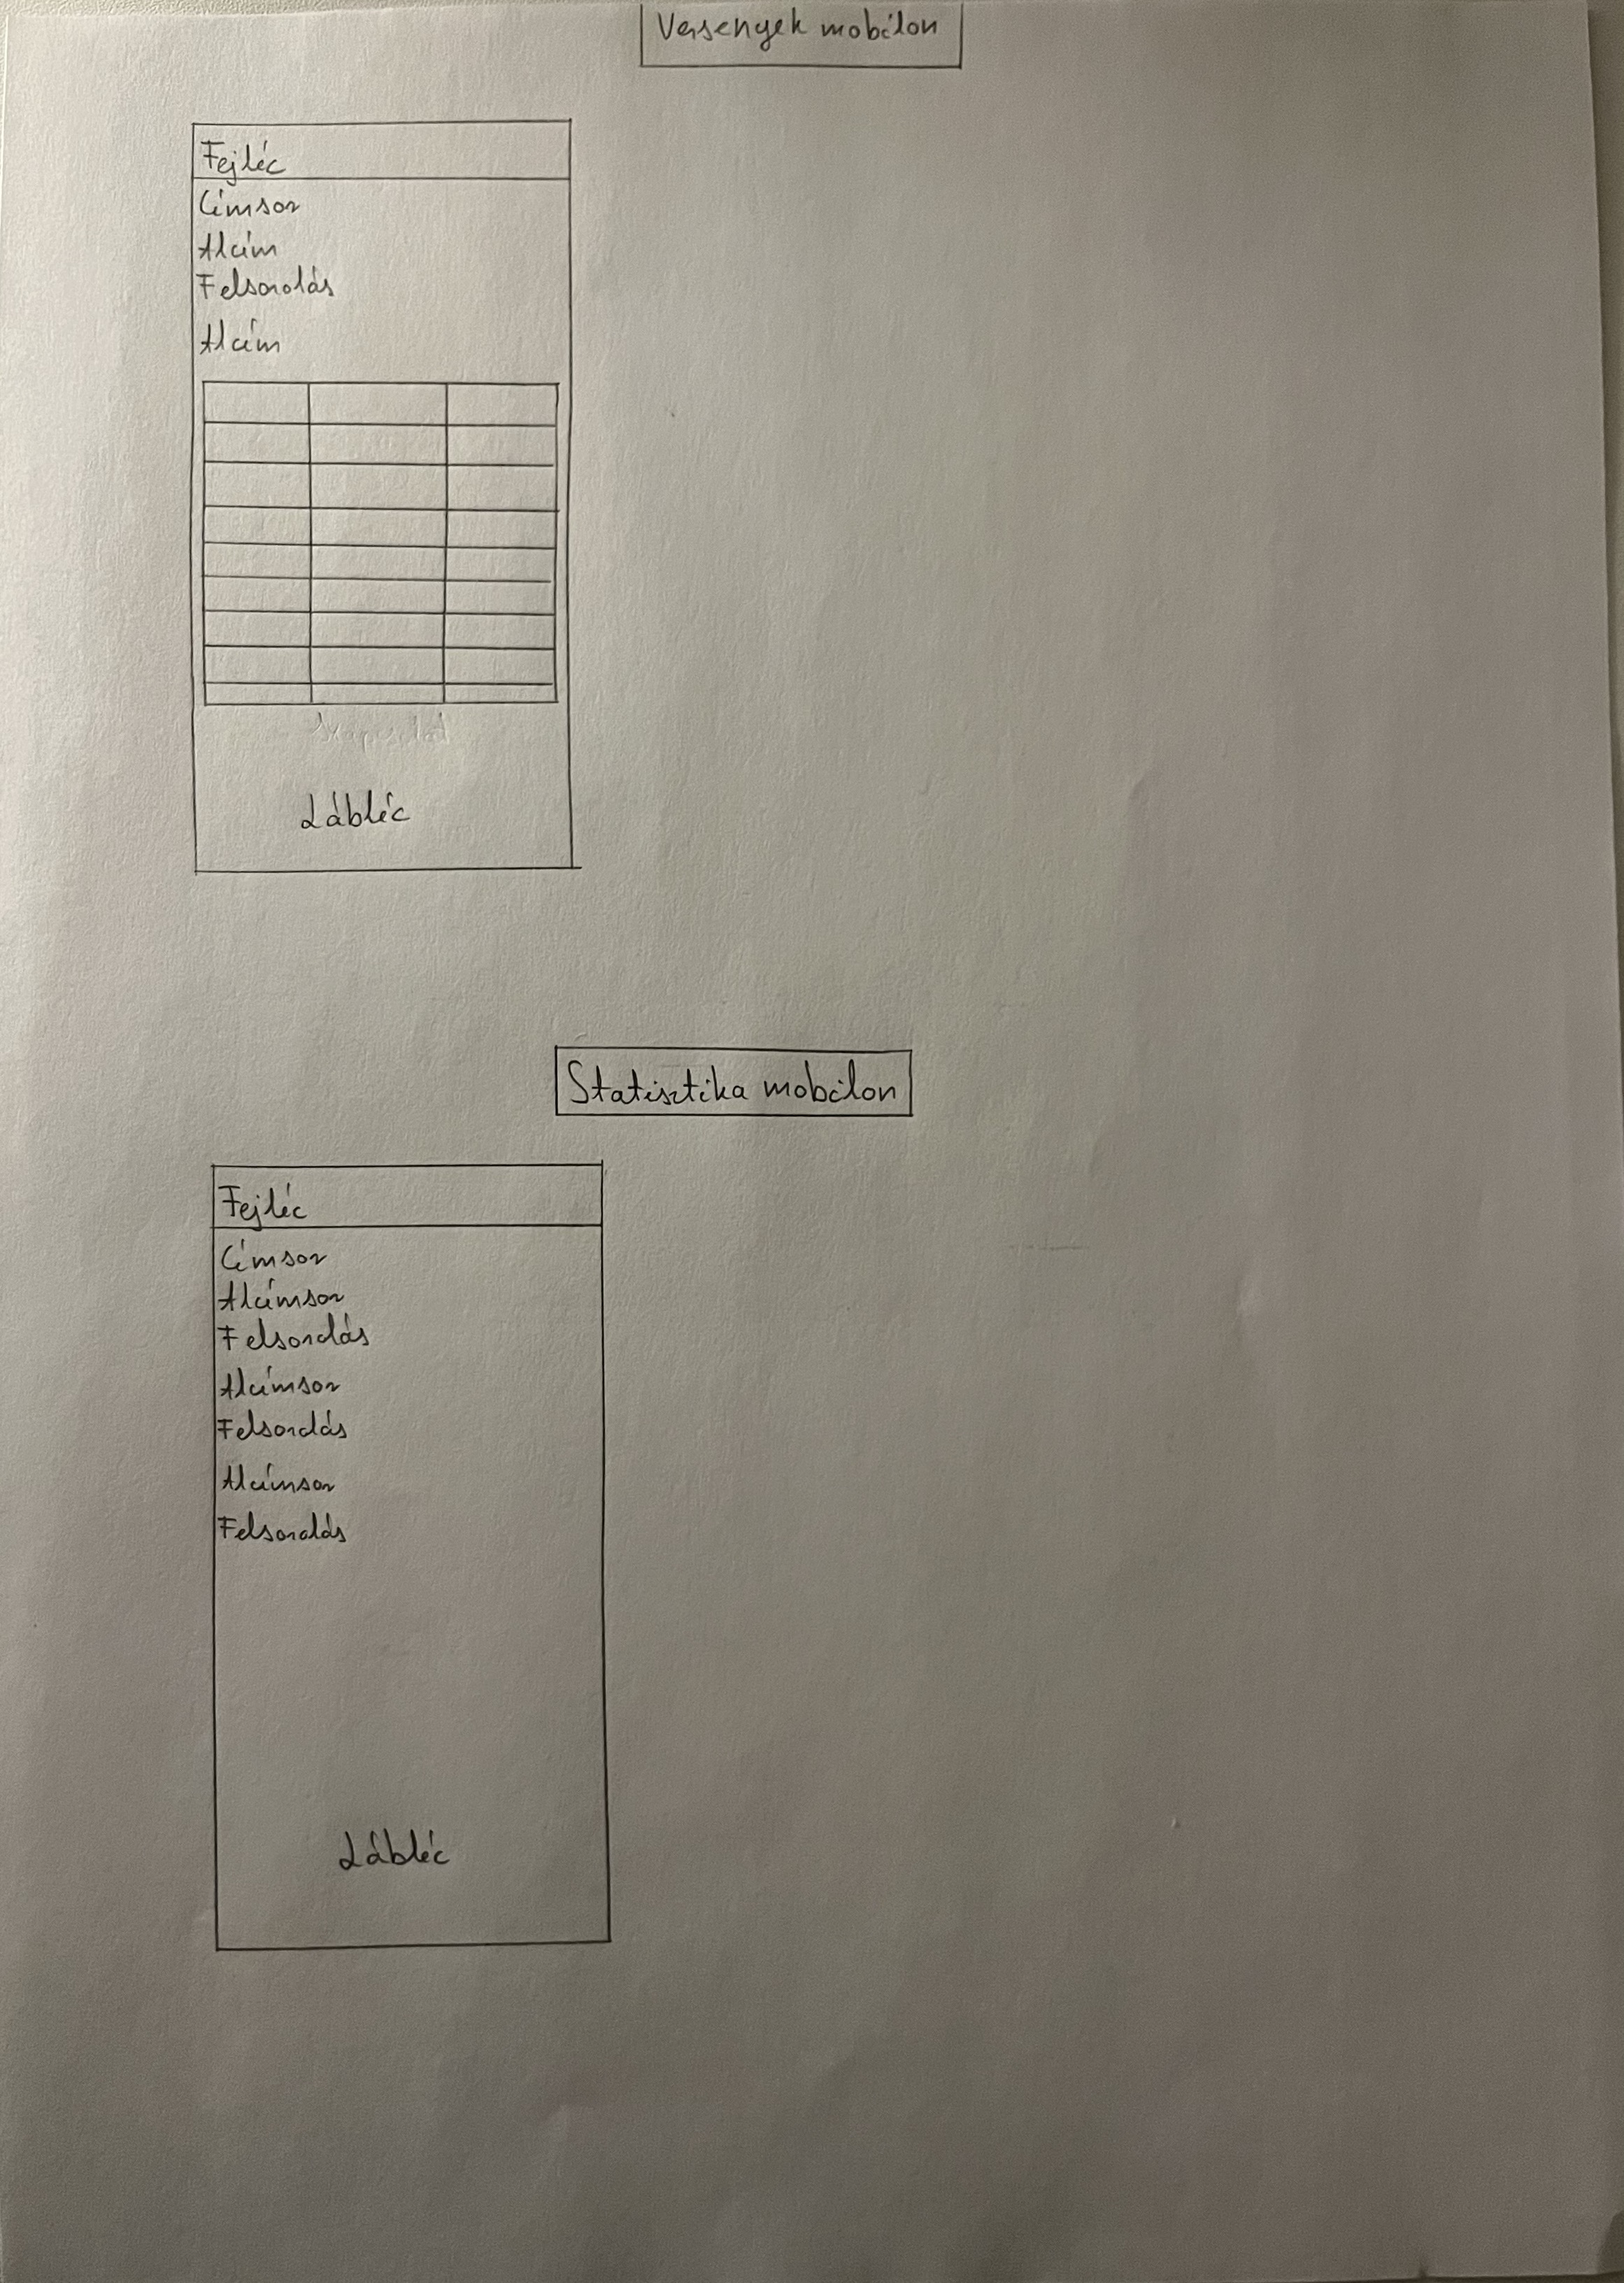 Versenyek mobilon
Fejléc
Címsor
Alcím
Felsorolás
Alcím
Lábléc
Statisztika mobilon
Fejléc
Címsor
Alcímsor
Felsorolás
Alcímsor
Felsorolás
Alcímsor
Felsorolás
Lábléc